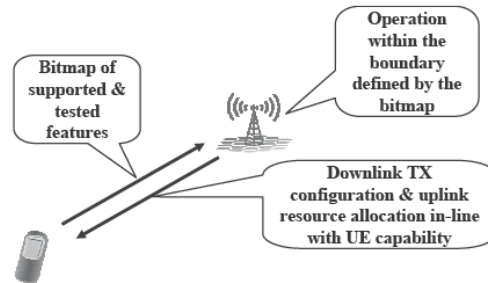 Bitmap of
supported &
tested
features
Operation
within the
boundary
defined by the
bitmap
Downlink TX
configuration & uplink
resource allocation in-line
with UE capability